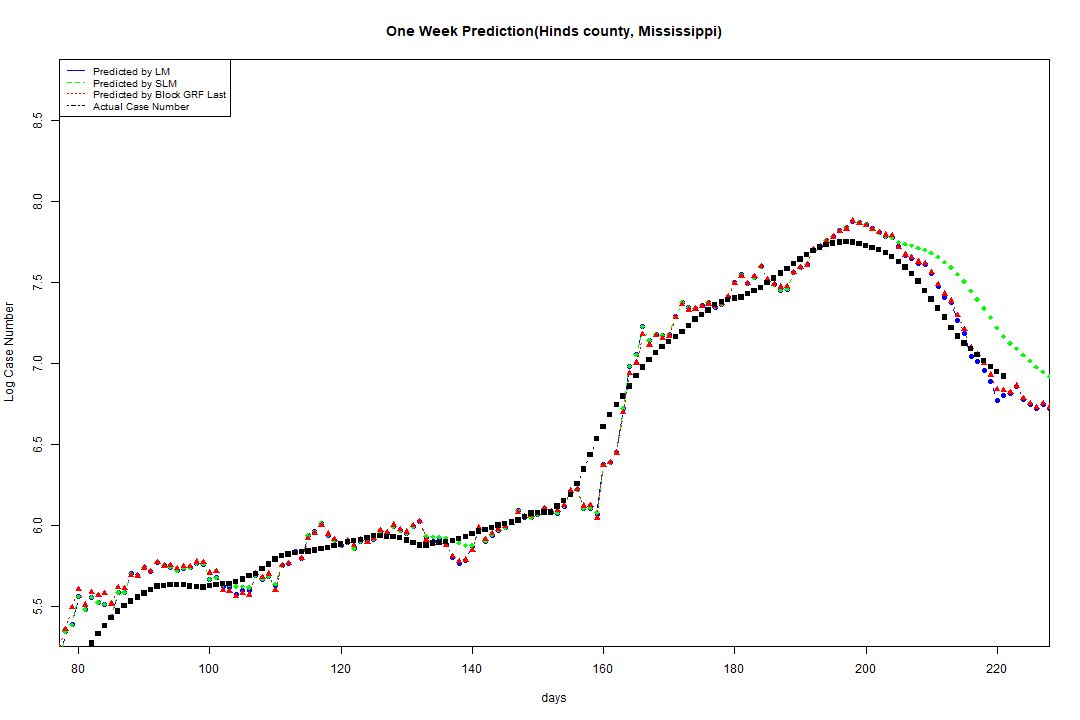 One Week Prediction(Hinds county, Mississippi)
Predicted by LM
Predicted by SLM
Predicted by Block GRF Last
Actual Case Number
8.5
8.0
7.5
7.0
6.5
6.0
5.5
Log Case Number
80 100 120 140 160 180 200 220
days